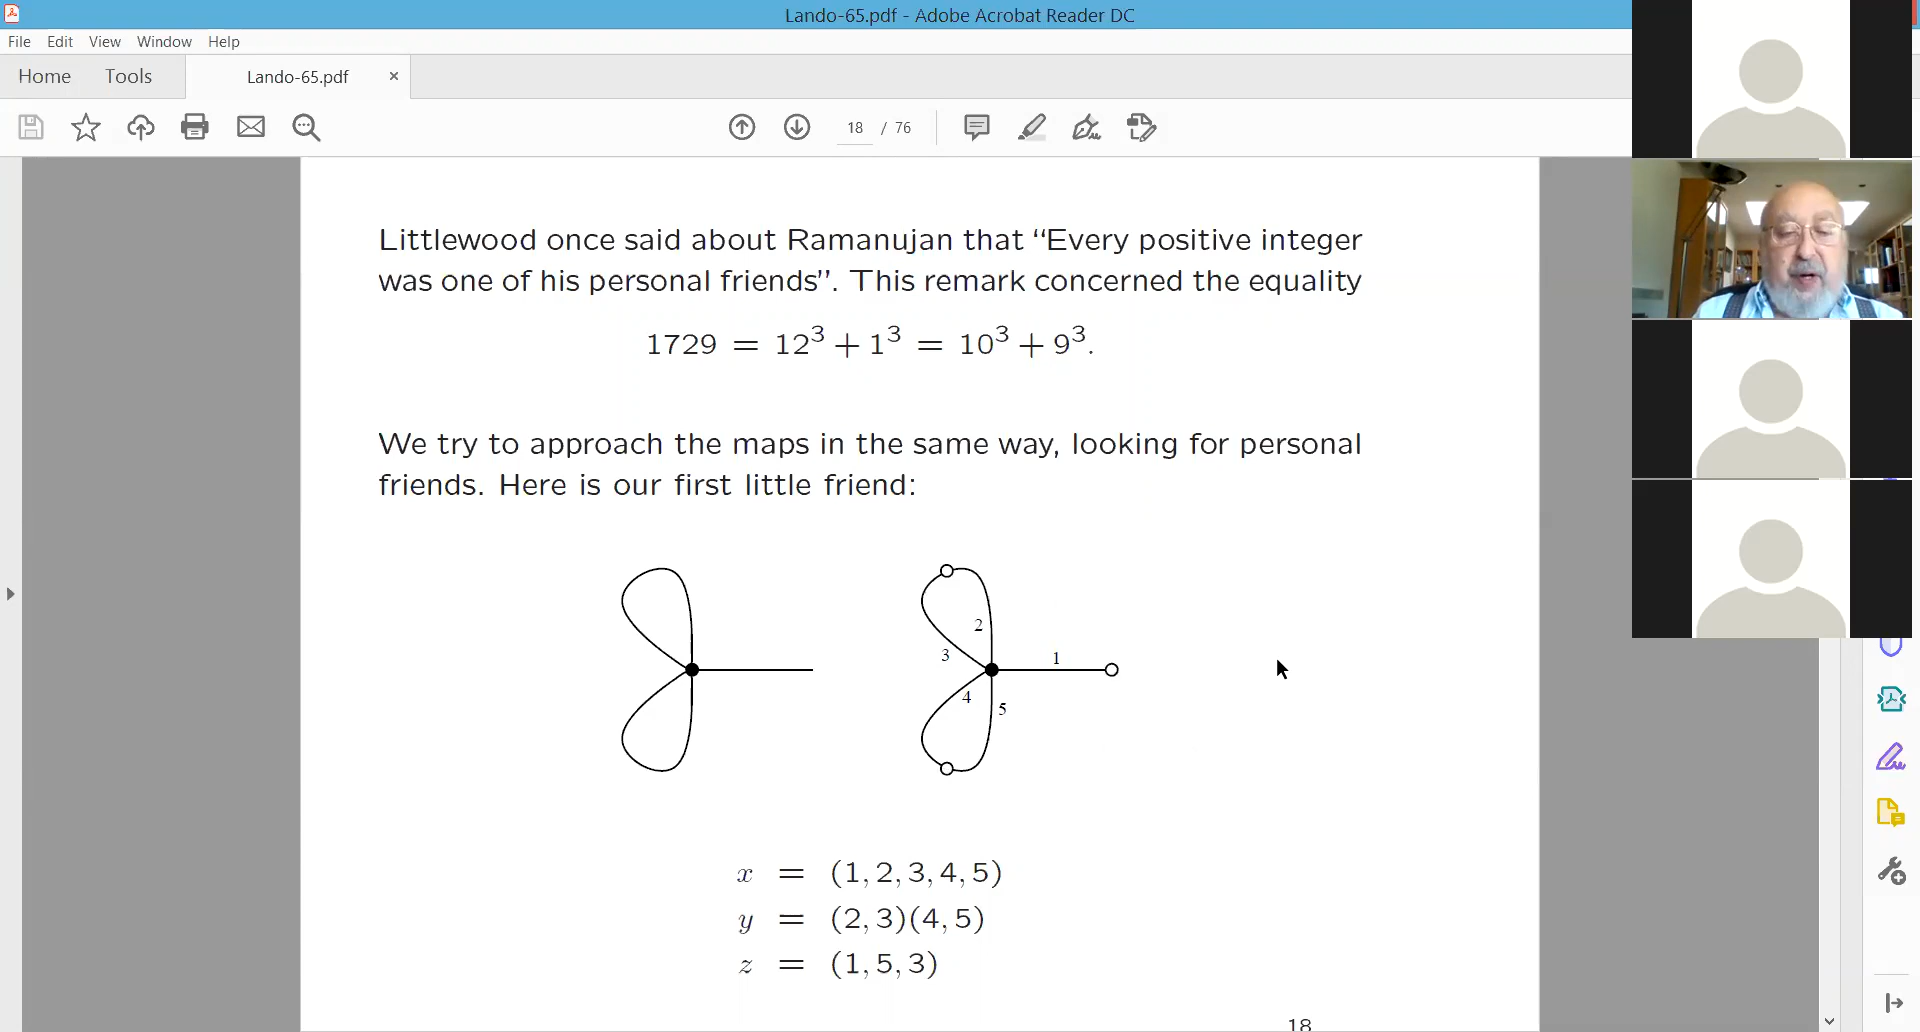 Lando-65.pdf - Adobe Acrobat Reader DC
File Edit View Window Help
Home Tools Lando-65.pdf ×
18 / 76
Littlewood once said about Ramanujan that “Every positive integer
was one of his personal friends”. This remark concerned the equality
1729 = 12³ + 1³ = 10³ + 9³.
We try to approach the maps in the same way, looking for personal
friends. Here is our first little friend:
2
3
1
4
5
x = (1, 2, 3, 4, 5)
y = (2, 3)(4, 5)
z = (1, 5, 3)
18